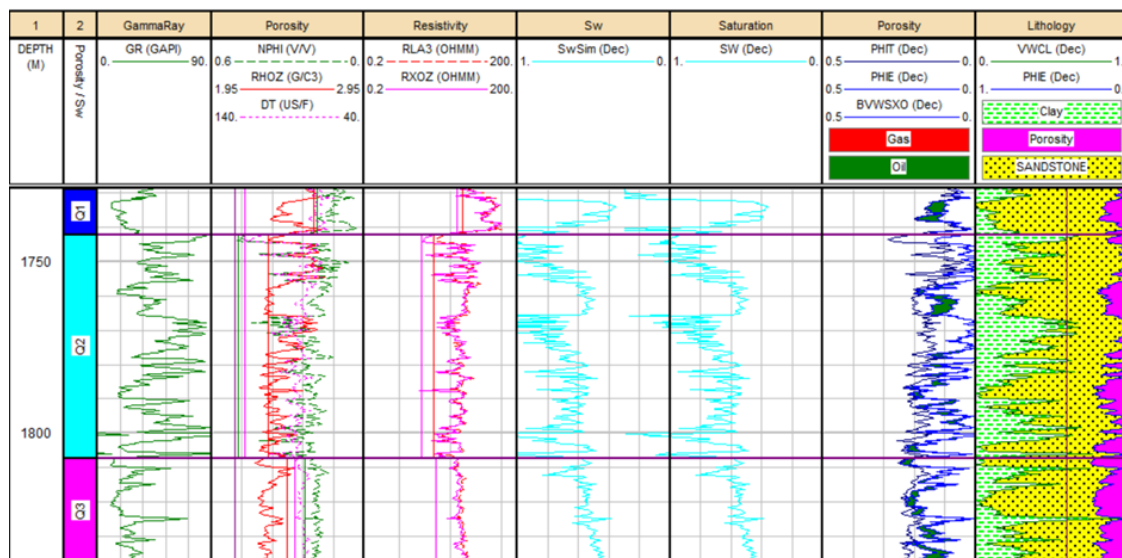 1 2 GammaRay Porosity Resistivity Sw Saturation Porosity Lithology
DEPTH (M)
Porosity / Sw
GR (GAPI)
0. 90.
NPHI (V/V)
0.6 0.
RHOZ (G/C3)
1.95 2.95
DT (US/F)
140. 40.
RLA3 (OHMM)
0.2 200.
RXOZ (OHMM)
0.2 200.
SwSim (Dec)
1. 0.
SW (Dec)
1. 0.
PHIT (Dec)
0.5 0.
PHIE (Dec)
0.5 0.
BVWSXO (Dec)
0.5 0.
Gas
Oil
VWCL (Dec)
0. 1.
PHIE (Dec)
1. 0.
Clay
Porosity
SANDSTONE
Q1
1750
Q2
1800
Q3